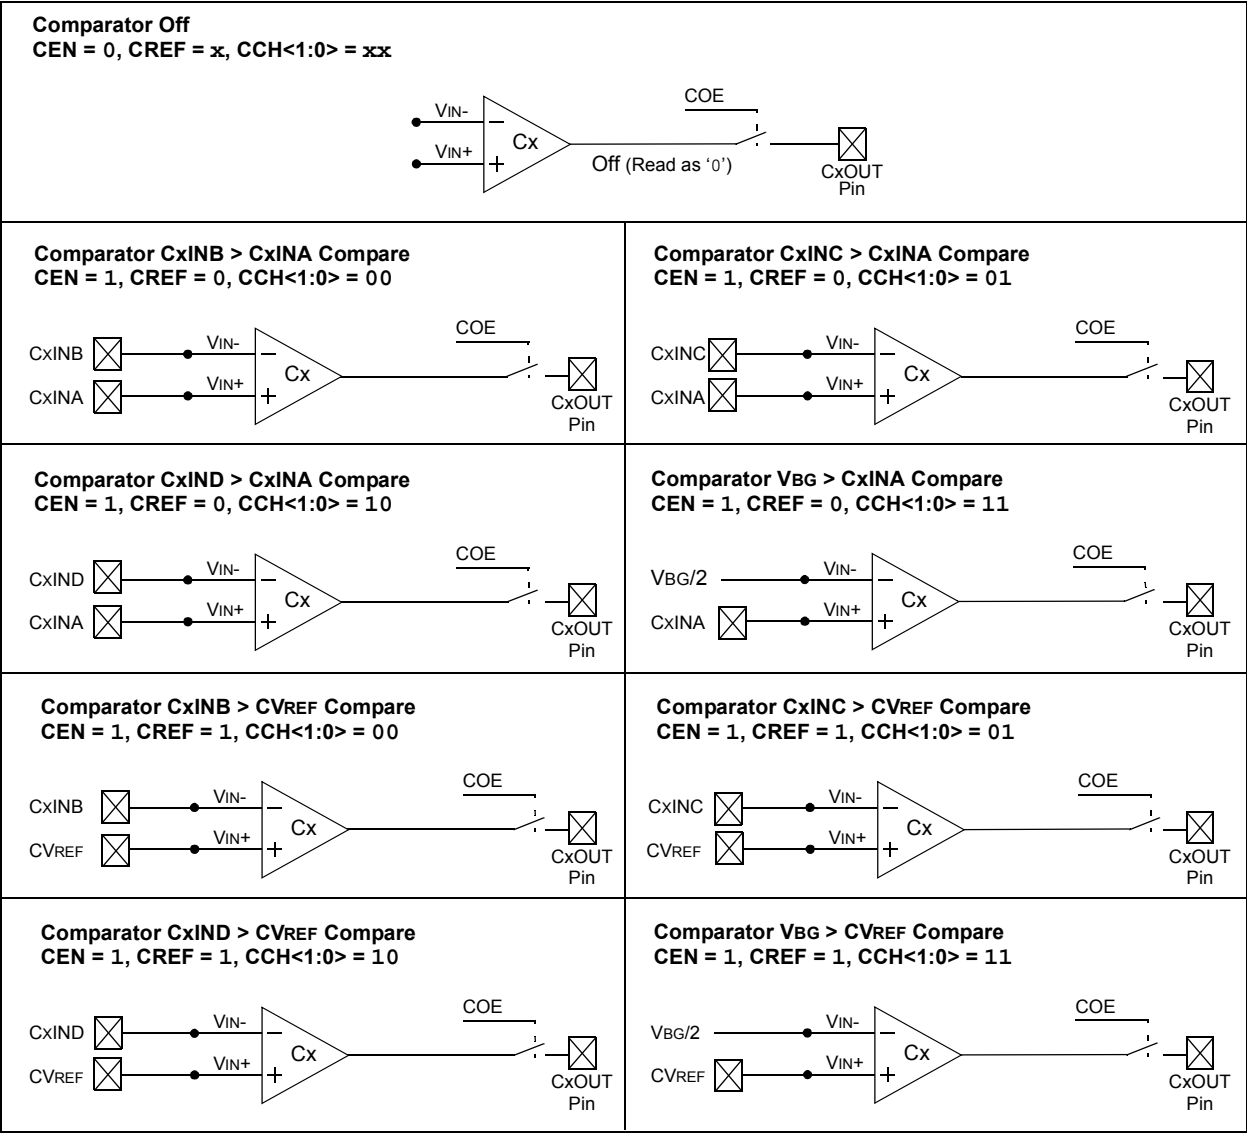 Comparator Off
CEN = 0, CREF = x, CCH<1:0> = xx
COE
VIN-
VIN+
−
+
Cx
Off (Read as ‘0’)
CxOUT
Pin
Comparator CxINB > CxINA Compare
CEN = 1, CREF = 0, CCH<1:0> = 00
COE
CxINB
VIN-
−
Cx
CxINA
VIN+
+
CxOUT
Pin
Comparator CxINC > CxINA Compare
CEN = 1, CREF = 0, CCH<1:0> = 01
COE
CxINC
VIN-
−
Cx
CxINA
VIN+
+
CxOUT
Pin
Comparator CxIND > CxINA Compare
CEN = 1, CREF = 0, CCH<1:0> = 10
COE
CxIND
VIN-
−
Cx
CxINA
VIN+
+
CxOUT
Pin
Comparator VBG > CxINA Compare
CEN = 1, CREF = 0, CCH<1:0> = 11
COE
VBG/2
VIN-
−
Cx
CxINA
VIN+
+
CxOUT
Pin
Comparator CxINB > CVREF Compare
CEN = 1, CREF = 1, CCH<1:0> = 00
COE
CxINB
VIN-
−
Cx
CVREF
VIN+
+
CxOUT
Pin
Comparator CxINC > CVREF Compare
CEN = 1, CREF = 1, CCH<1:0> = 01
COE
CxINC
VIN-
−
Cx
CVREF
VIN+
+
CxOUT
Pin
Comparator CxIND > CVREF Compare
CEN = 1, CREF = 1, CCH<1:0> = 10
COE
CxIND
VIN-
−
Cx
CVREF
VIN+
+
CxOUT
Pin
Comparator VBG > CVREF Compare
CEN = 1, CREF = 1, CCH<1:0> = 11
COE
VBG/2
VIN-
−
Cx
CVREF
VIN+
+
CxOUT
Pin